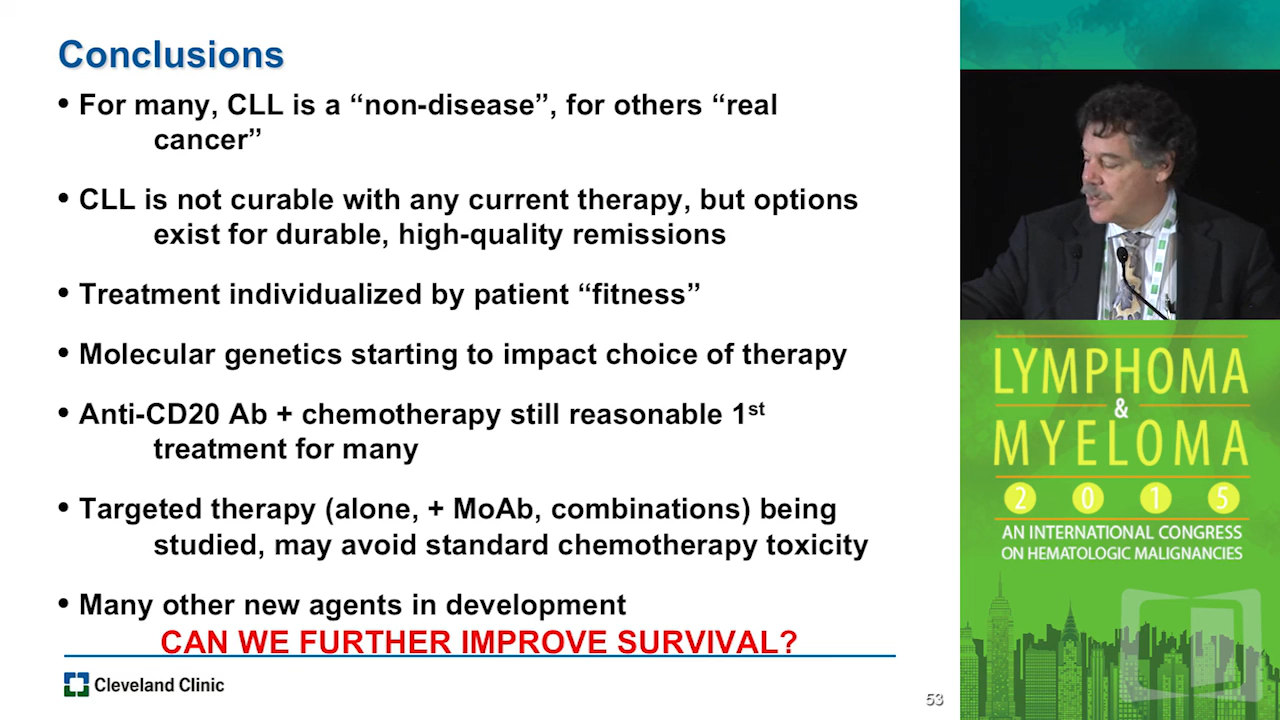 Conclusions
• For many, CLL is a “non-disease”, for others “real
cancer”
• CLL is not curable with any current therapy, but options
exist for durable, high-quality remissions
• Treatment individualized by patient “fitness”
• Molecular genetics starting to impact choice of therapy
• Anti-CD20 Ab + chemotherapy still reasonable 1st
treatment for many
• Targeted therapy (alone, + MoAb, combinations) being
studied, may avoid standard chemotherapy toxicity
• Many other new agents in development
CAN WE FURTHER IMPROVE SURVIVAL?
Cleveland Clinic
53
LYMPHOMA
&
MYELOMA
2015
AN INTERNATIONAL CONGRESS
ON HEMATOLOGIC MALIGNANCIES